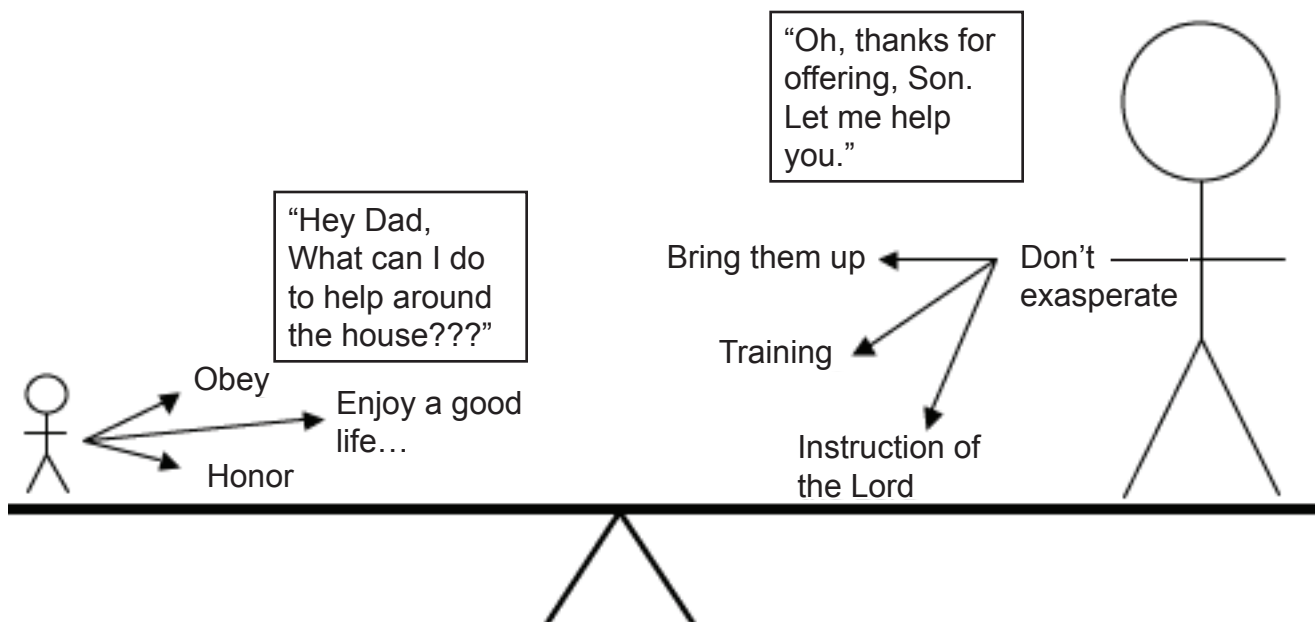 “Oh, thanks for
offering, Son.
Let me help
you.”
“Hey Dad,
What can I do
to help around
the house???”
Bring them up
Don’t
exasperate
Training
Obey
Enjoy a good
life…
Honor
Instruction of
the Lord